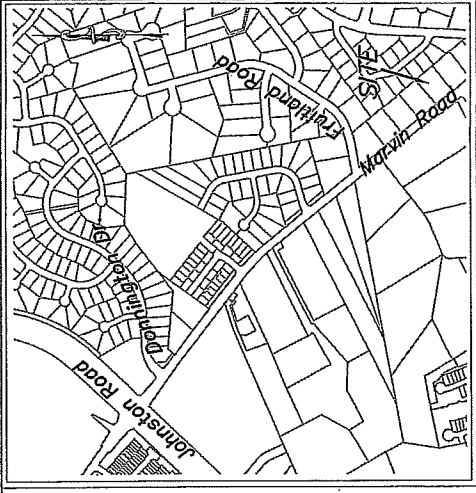 Fruitland Road
SITE
Marvin Road
Donnington Dr
Johnston Road